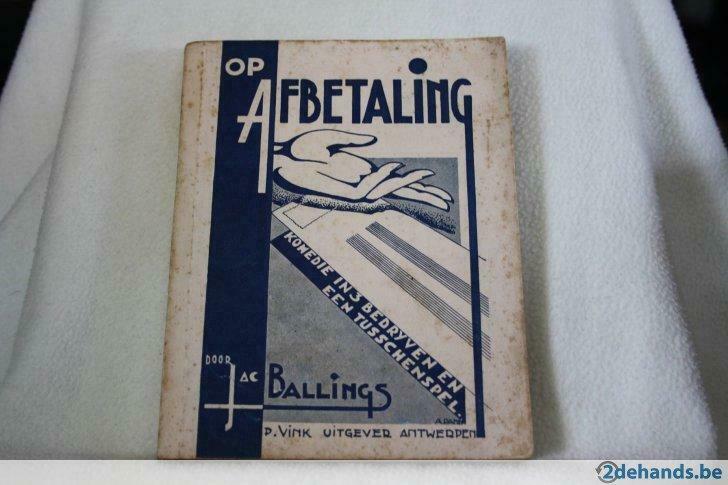 OP
AFBETALING
KOMEDIE IN 3 BEDRYVEN EN
EEN TUSSCHENSPEL.
DOOR
JAC BALLINGS
P. VINK UITGEVER ANTWERPEN
2dehands.be